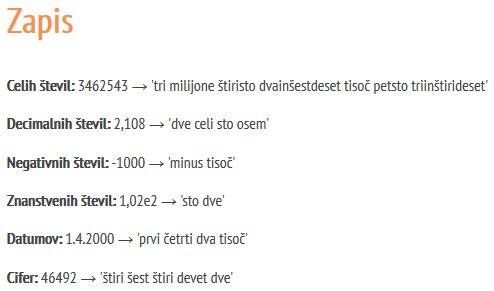 Zapis
Celih števil: 3462543 → 'tri milijone štiristo dvainšestdeset tisoč petsto triinštirideset'
Decimalnih števil: 2,108 → 'dve celi sto osem'
Negativnih števil: -1000 → 'minus tisoč'
Znanstvenih števil: 1,02e2 → 'sto dve'
Datumov: 1.4.2000 → 'prvi četrti dva tisoč'
Cifer: 46492 → 'štiri šest štiri devet dve'